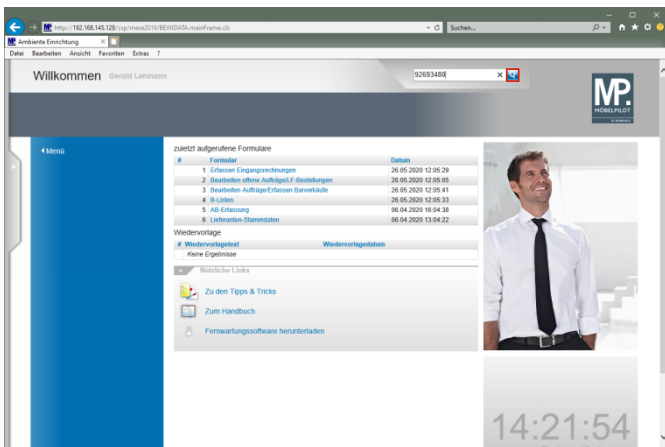 http://192.168.145.128/csp/mese2019/BEWIDATA.mainFrame.cls
Suchen...
MP Ambiente Einrichtung
Datei Bearbeiten Ansicht Favoriten Extras ?
Willkommen Gerald Lehmann
92693480
MP.
MÖBELPILOT
Menü
zuletzt aufgerufene Formulare
# Formular Datum
1 Erfassen Eingangsrechnungen 26.05.2020 12:05:29
2 Bearbeiten offene Aufträge/LF-Bestellungen 26.05.2020 12:05:05
3 Bearbeiten Aufträge/Erfassen Barverkäufe 26.05.2020 12:05:41
4 B-Listen 26.05.2020 12:05:33
5 AB-Erfassung 06.04.2020 16:04:38
6 Lieferanten-Stammdaten 06.04.2020 13:04:22
Wiedervorlage
# Wiedervorlagetext Wiedervorlagedatum
Keine Ergebnisse
Nützliche Links
Zu den Tipps & Tricks
Zum Handbuch
Fernwartungssoftware herunterladen
14:21:54